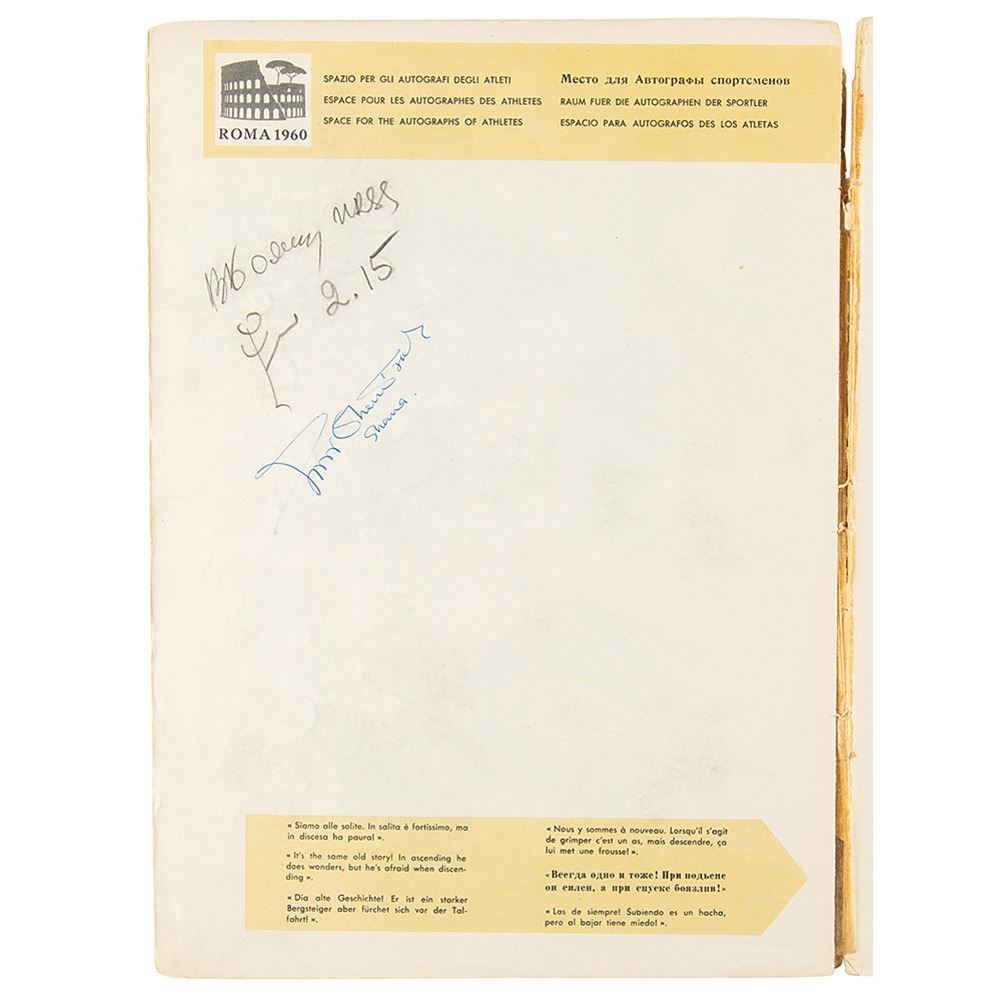 ROMA 1960
SPAZIO PER GLI AUTOGRAFI DEGLI ATLETI
ESPACE POUR LES AUTOGRAPHES DES ATHLETES
SPACE FOR THE AUTOGRAPHS OF ATHLETES
Место для Автографы спортсменов
RAUM FUER DIE AUTOGRAPHEN DER SPORTLER
ESPACIO PARA AUTOGRAFOS DES LOS ATLETAS
URSS
2.15
Ghana.
« Siamo alle solite. In salita è fortissimo, ma
in discesa ha paura! ».
« It's the same old story! In ascending he
does wonders, but he's afraid when discen-
ding ».
« Dia alte Geschichte! Er ist ein starker
Bergsteiger aber fürchet sich vor der Tal-
fahrt! ».
« Nous y sommes à nouveau. Lorsqu'il s'agit
de grimper c'est un as, mais descendre, ça
lui met une frousse! ».
«Всегда одно и тоже! При подъене
он силен, а при спуске боязлив!»
« Las de siempre! Subiendo es un hacha,
pero al bajar tiene miedo! ».